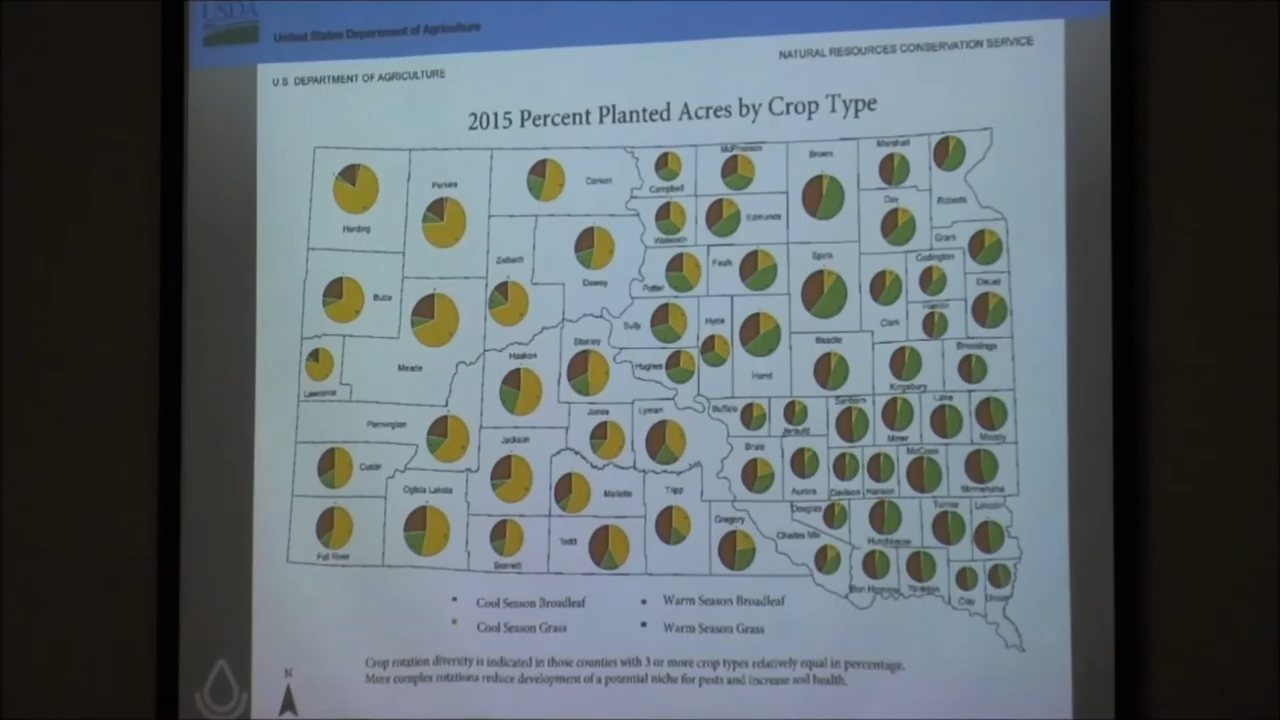 USDA
United States Department of Agriculture
U.S. DEPARTMENT OF AGRICULTURE
NATURAL RESOURCES CONSERVATION SERVICE
2015 Percent Planted Acres by Crop Type
Harding
Perkins
Corson
Campbell
McPherson
Brown
Marshall
Roberts
Day
Edmunds
Walworth
Grant
Ziebach
Dewey
Potter
Faulk
Spink
Codington
Deuel
Butte
Sully
Hyde
Clark
Hamlin
Lawrence
Meade
Haakon
Stanley
Hughes
Hand
Beadle
Kingsbury
Brookings
Pennington
Jackson
Jones
Lyman
Buffalo
Jerauld
Sanborn
Miner
Lake
Moody
Custer
Oglala Lakota
Mellette
Tripp
Brule
Aurora
Davison
Hanson
McCook
Minnehaha
Fall River
Bennett
Todd
Gregory
Charles Mix
Douglas
Hutchinson
Turner
Lincoln
Bon Homme
Yankton
Clay
Union
Cool Season Broadleaf
Warm Season Broadleaf
Cool Season Grass
Warm Season Grass
Crop rotation diversity is indicated in those counties with 3 or more crop types relatively equal in percentage.
More complex rotations reduce development of a potential niche for pests and increase soil health.
N